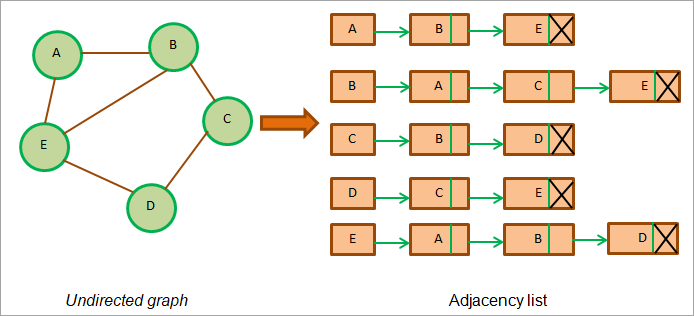 A
B
C
D
E
A B E
B A C E
C B D
D C E
E A B D
Undirected graph
Adjacency list